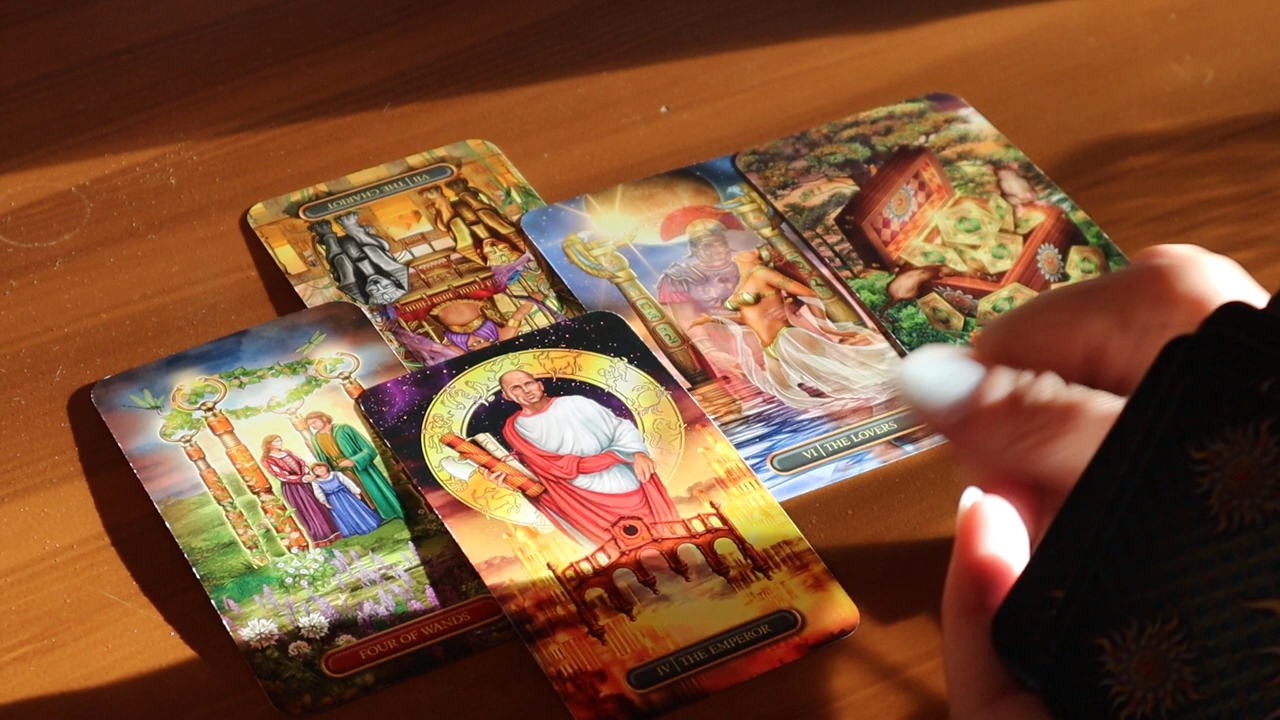 VII | THE CHARIOT
VI | THE LOVERS
FOUR OF WANDS
IV | THE EMPEROR